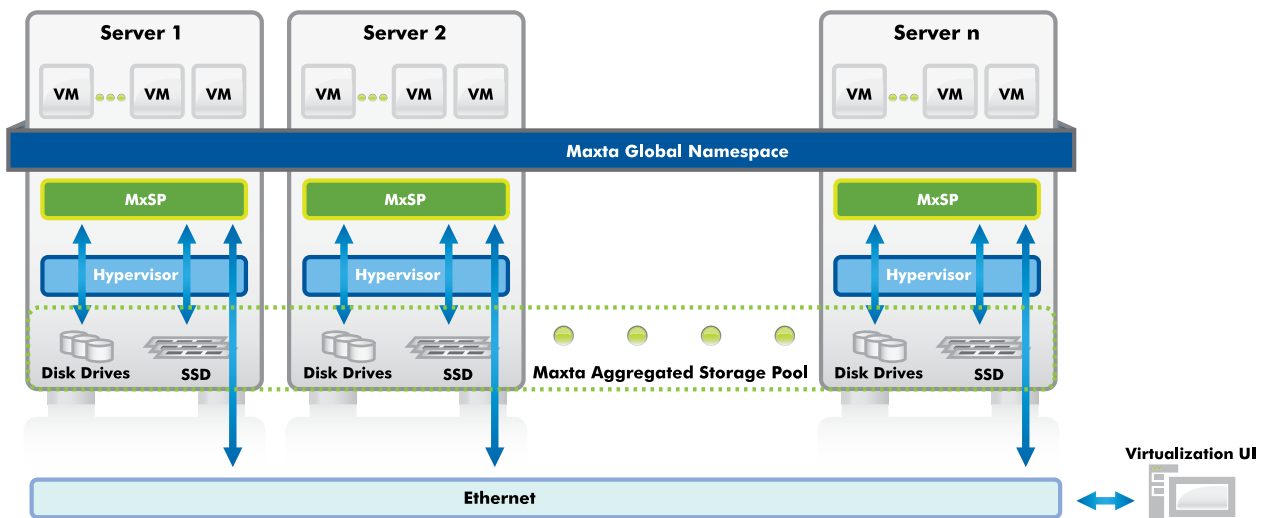 Server 1
Server 2
Server n
VM VM VM
VM VM VM
VM VM VM
Maxta Global Namespace
MxSP
MxSP
MxSP
Hypervisor
Hypervisor
Hypervisor
Disk Drives
SSD
Disk Drives
SSD
Maxta Aggregated Storage Pool
Disk Drives
SSD
Virtualization UI
Ethernet